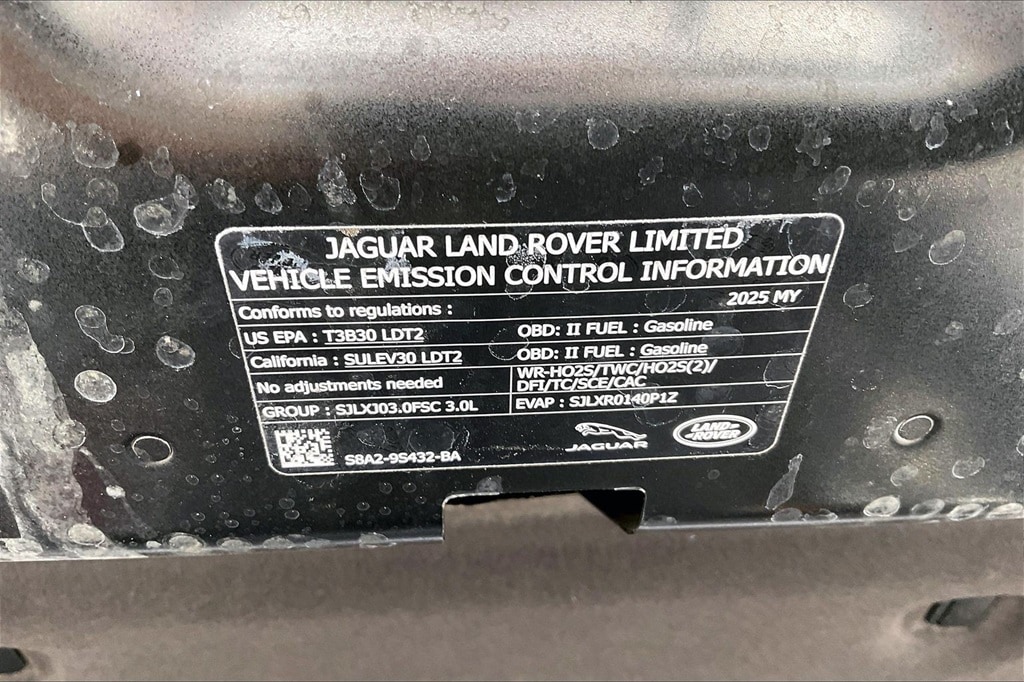 JAGUAR LAND ROVER LIMITED
VEHICLE EMISSION CONTROL INFORMATION
Conforms to regulations : 2025 MY
US EPA : T3B30 LDT2 OBD: II FUEL : Gasoline
California : SULEV30 LDT2 OBD: II FUEL : Gasoline
No adjustments needed
WR-HO2S/TWC/HO2S(2)/
DFI/TC/SCE/CAC
GROUP : SJLXJ03.0FSC 3.0L EVAP : SJLXR0140P1Z
S8A2-9S432-BA
JAGUAR
LAND
ROVER